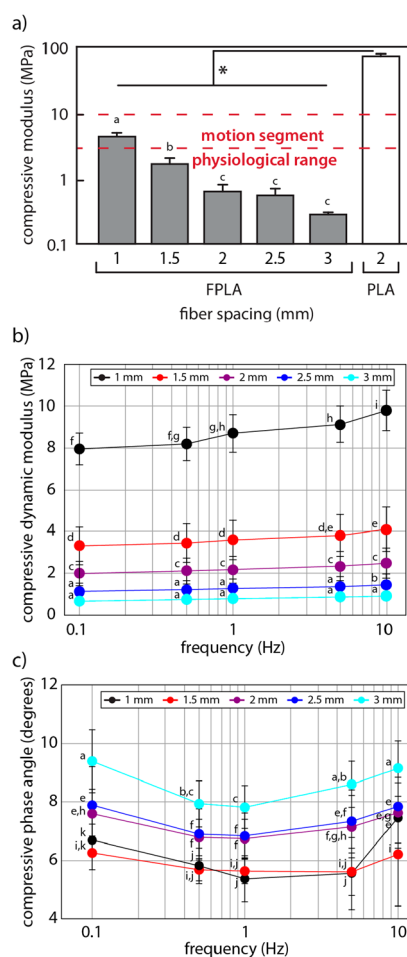 a)
compressive modulus (MPa)
100
10
1
0.1
*
a
b
c
c
c
motion segment
physiological range
1 1.5 2 2.5 3 2
FPLA PLA
fiber spacing (mm)
b)
compressive dynamic modulus (MPa)
12
10
8
6
4
2
0
1 mm 1.5 mm 2 mm 2.5 mm 3 mm
f f,g g,h h i
d d d d,e e
c c c c c
a a a a b
a a a a a
0.1 1 10
frequency (Hz)
c)
compressive phase angle (degrees)
12
10
8
6
4
2
1 mm 1.5 mm 2 mm 2.5 mm 3 mm
a b,c c a,b a
e f f e,f e,g
e,h f f f,g,h e
k j i,j i,j i
i,k i,j j j
0.1 1 10
frequency (Hz)